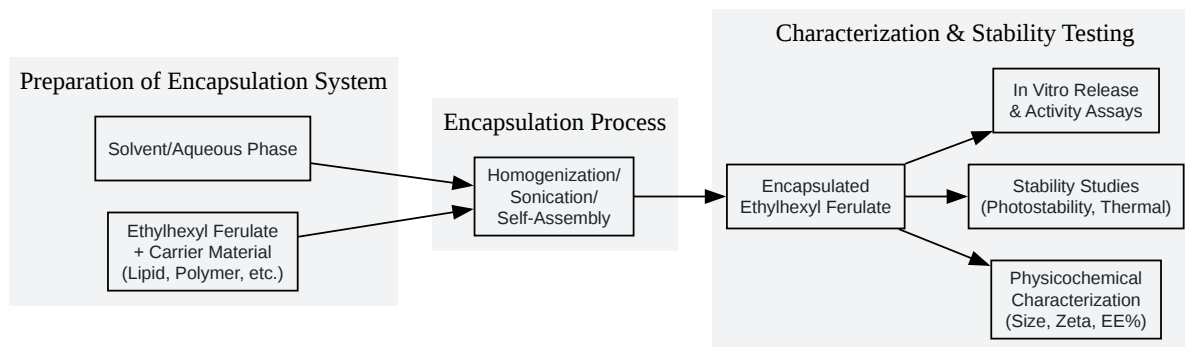 Preparation of Encapsulation System
Solvent/Aqueous Phase
Ethylhexyl Ferulate
+ Carrier Material
(Lipid, Polymer, etc.)
Encapsulation Process
Homogenization/
Sonication/
Self-Assembly
Characterization & Stability Testing
Encapsulated
Ethylhexyl Ferulate
In Vitro Release
& Activity Assays
Stability Studies
(Photostability, Thermal)
Physicochemical
Characterization
(Size, Zeta, EE%)